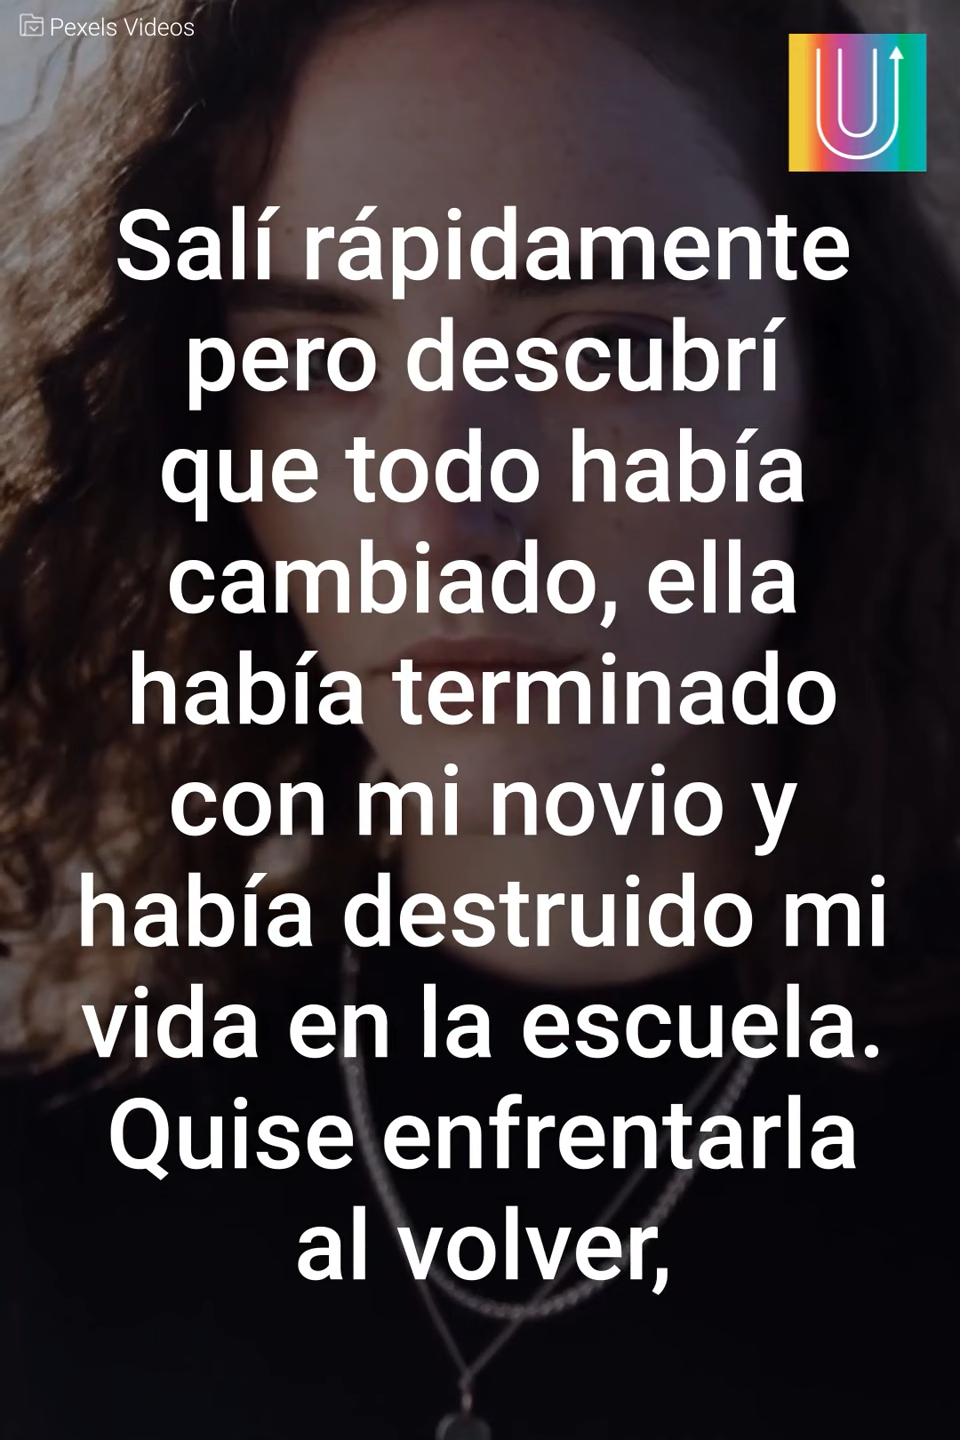 Pexels Videos
U
Salí rápidamente
pero descubrí
que todo había
cambiado, ella
había terminado
con mi novio y
había destruido mi
vida en la escuela.
Quise enfrentarla
al volver,